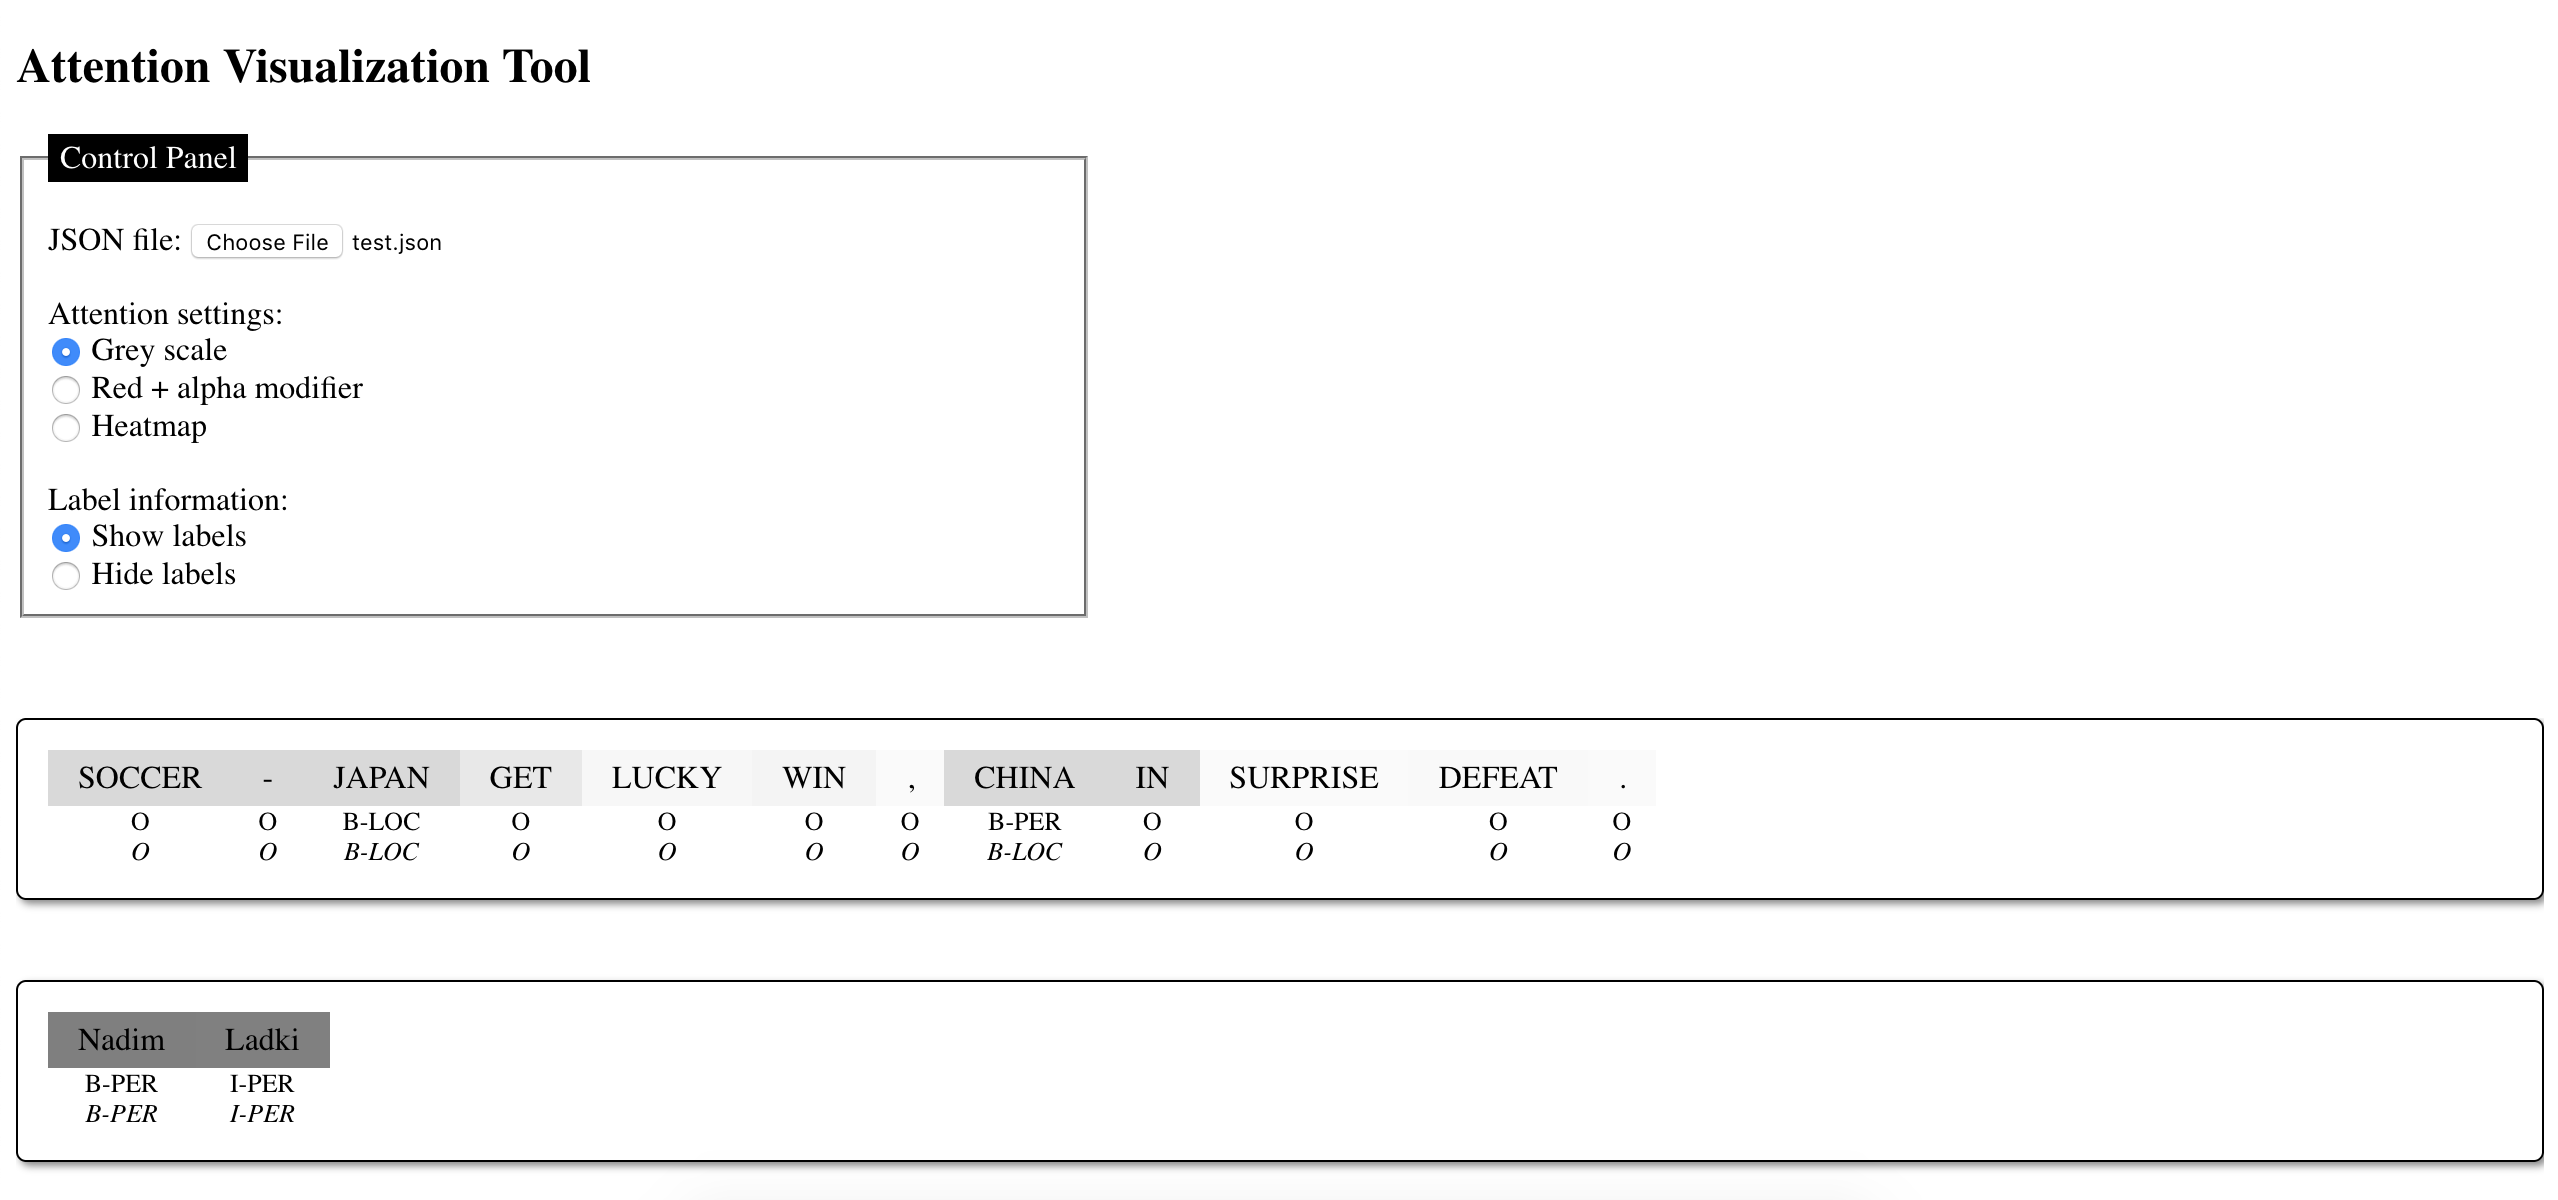 Attention Visualization Tool
Control Panel
JSON file: Choose File test.json
Attention settings:
Grey scale
Red + alpha modifier
Heatmap
Label information:
Show labels
Hide labels
SOCCER - JAPAN GET LUCKY WIN , CHINA IN SURPRISE DEFEAT .
O O B-LOC O O O O B-PER O O O O
O O B-LOC O O O O B-LOC O O O O
Nadim Ladki
B-PER I-PER
B-PER I-PER